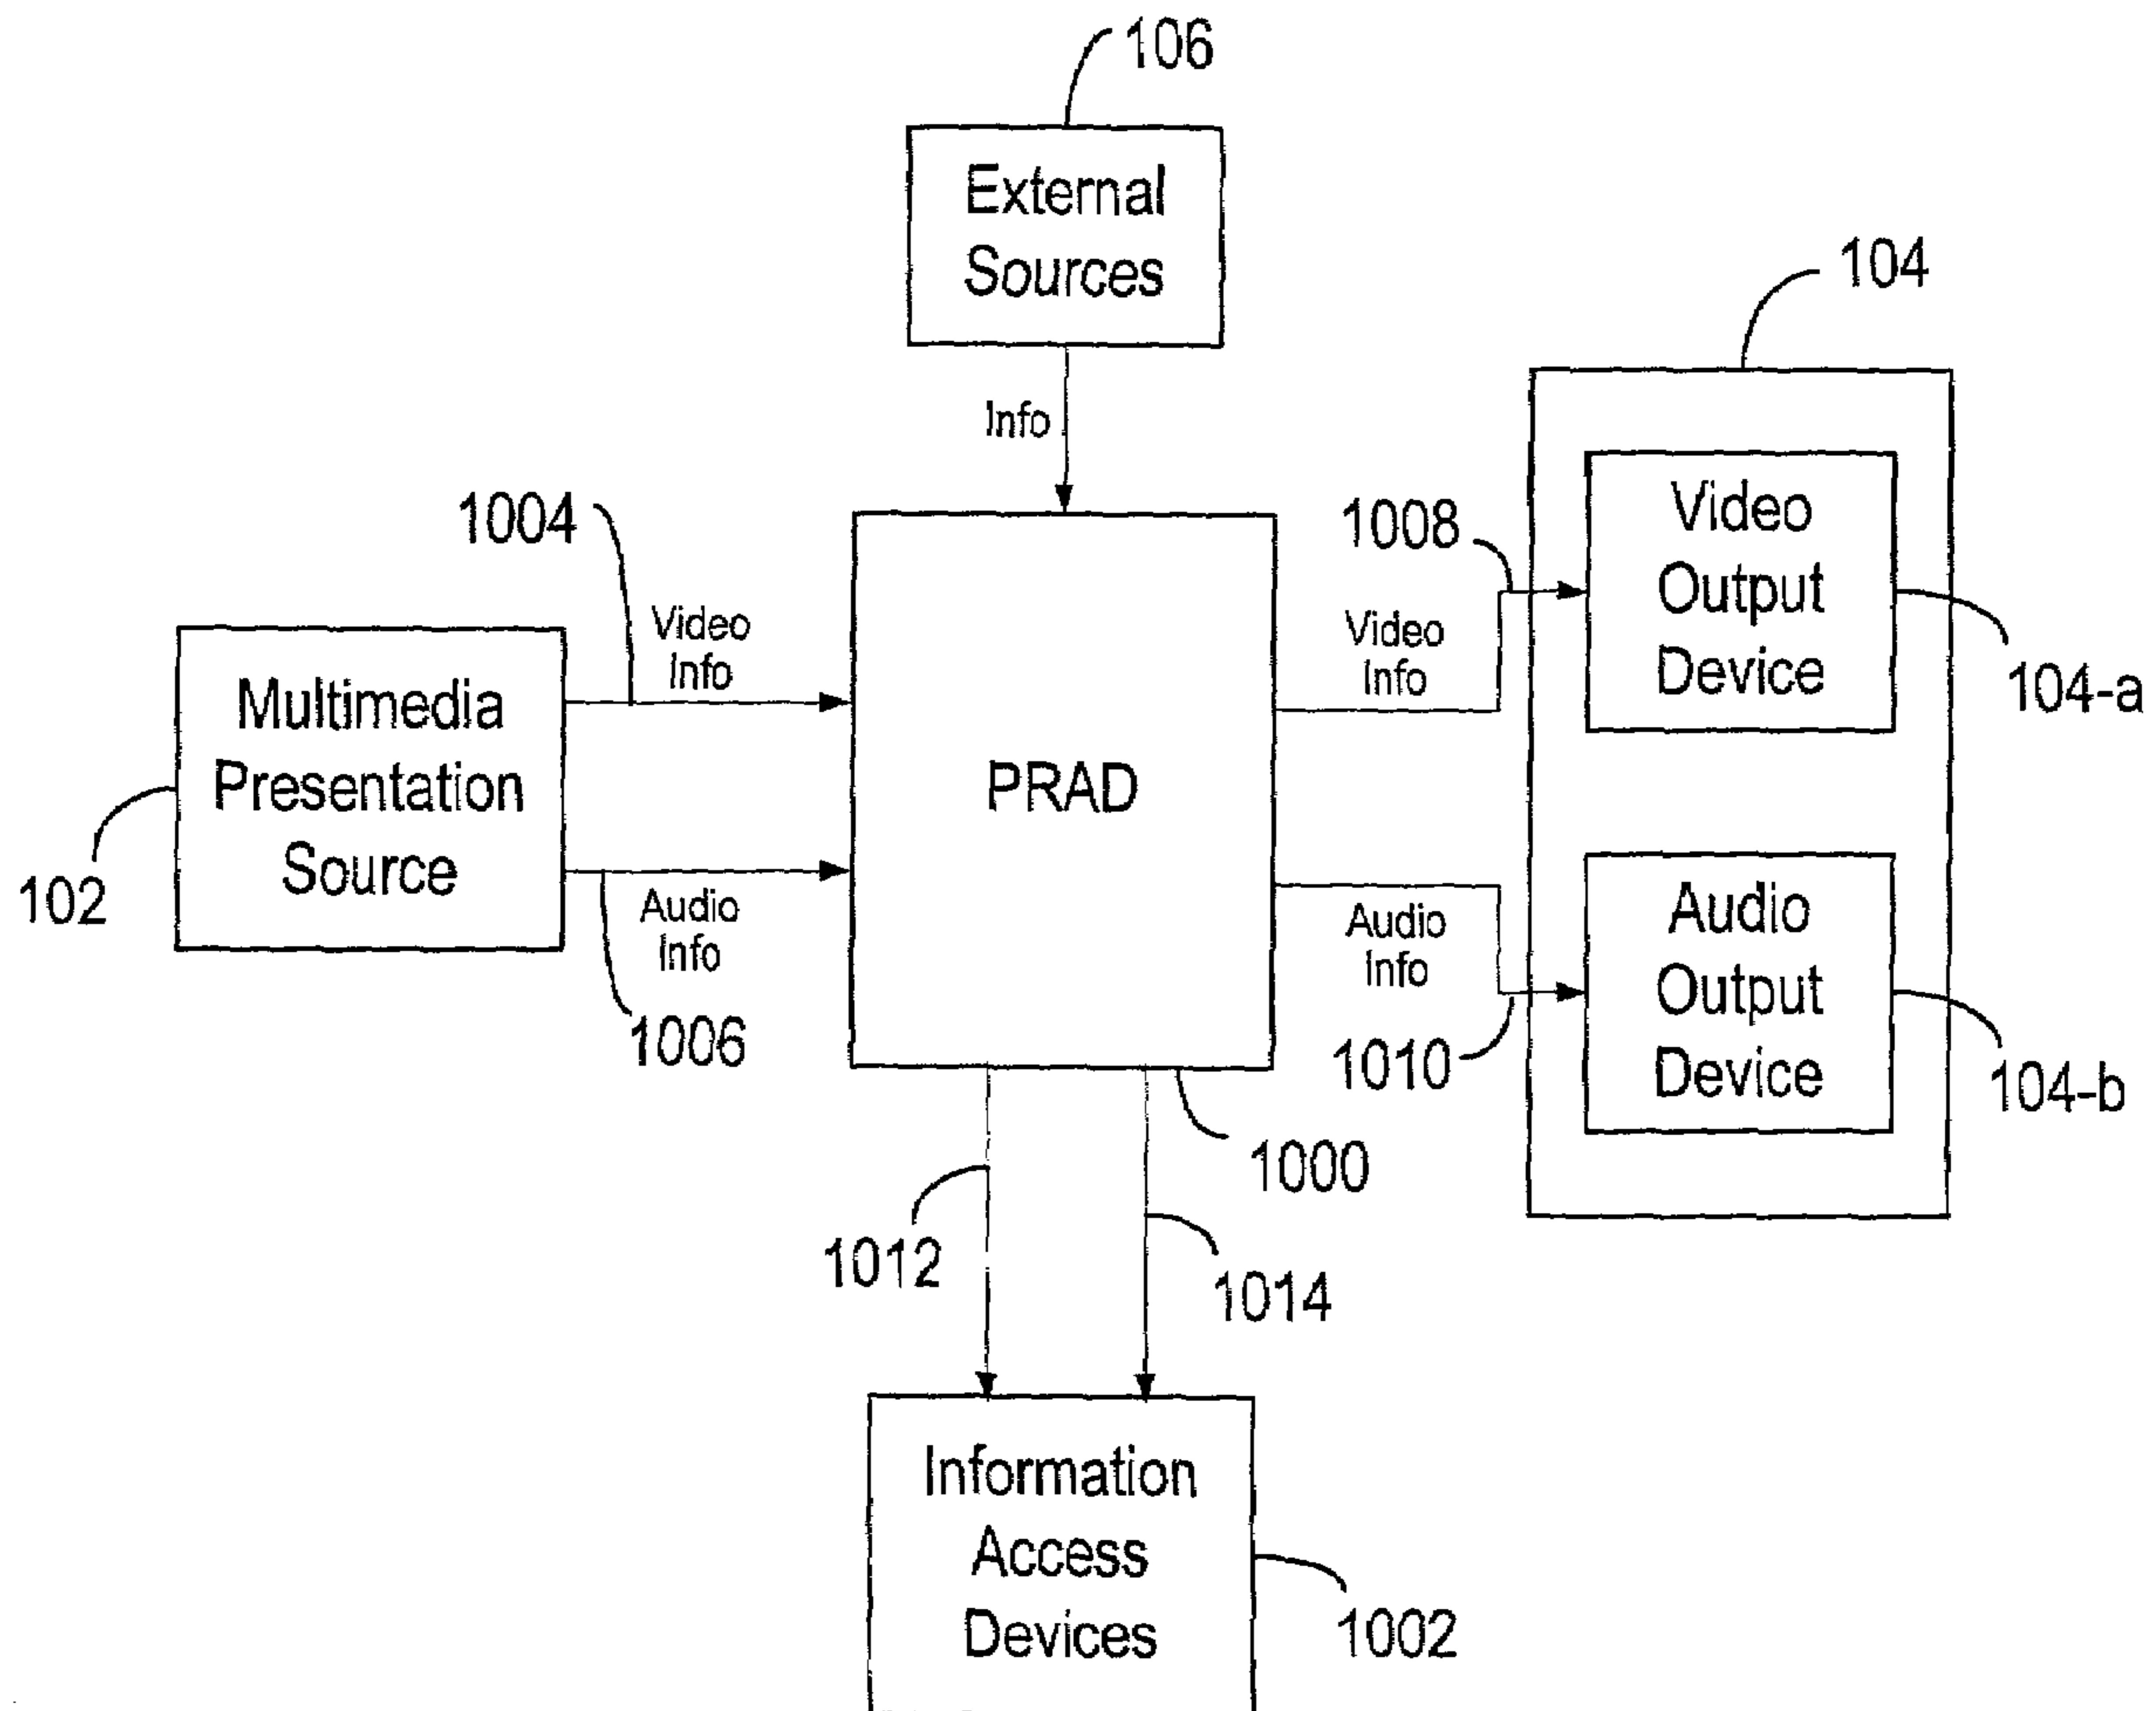 106
External
Sources
Info
104
1004
Video
Info
Multimedia
Presentation
Source
102
Audio
Info
1006
PRAD
1000
1008
Video
Info
Video
Output
Device
104-a
Audio
Info
1010
Audio
Output
Device
104-b
1012
1014
Information
Access
Devices
1002